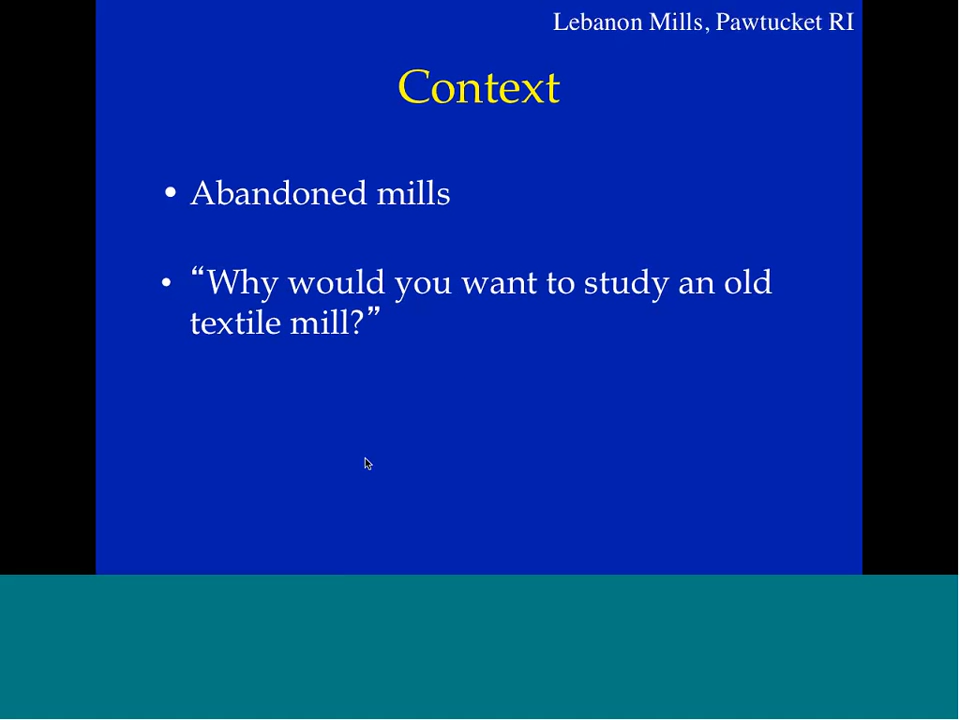 Lebanon Mills, Pawtucket RI
Context
• Abandoned mills
• “Why would you want to study an old
textile mill?”